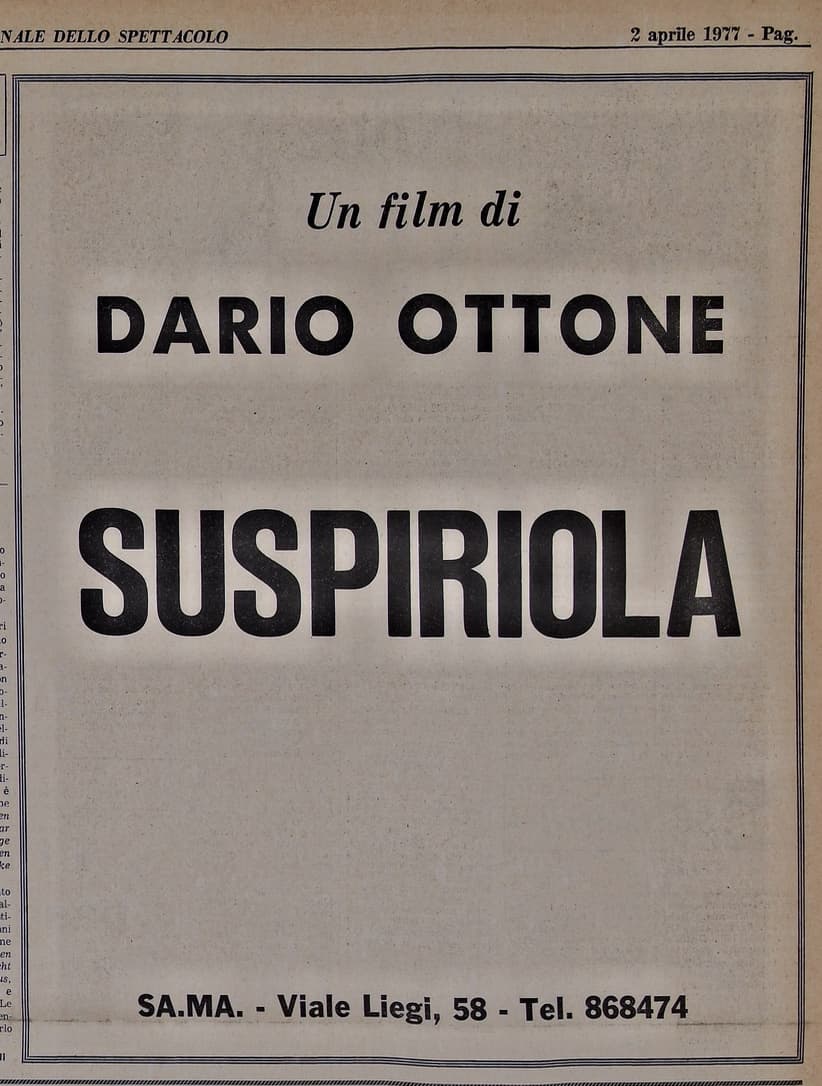 NALE DELLO SPETTACOLO
2 aprile 1977 - Pag.
Un film di
DARIO OTTONE
SUSPIRIOLA
SA.MA. - Viale Liegi, 58 - Tel. 868474